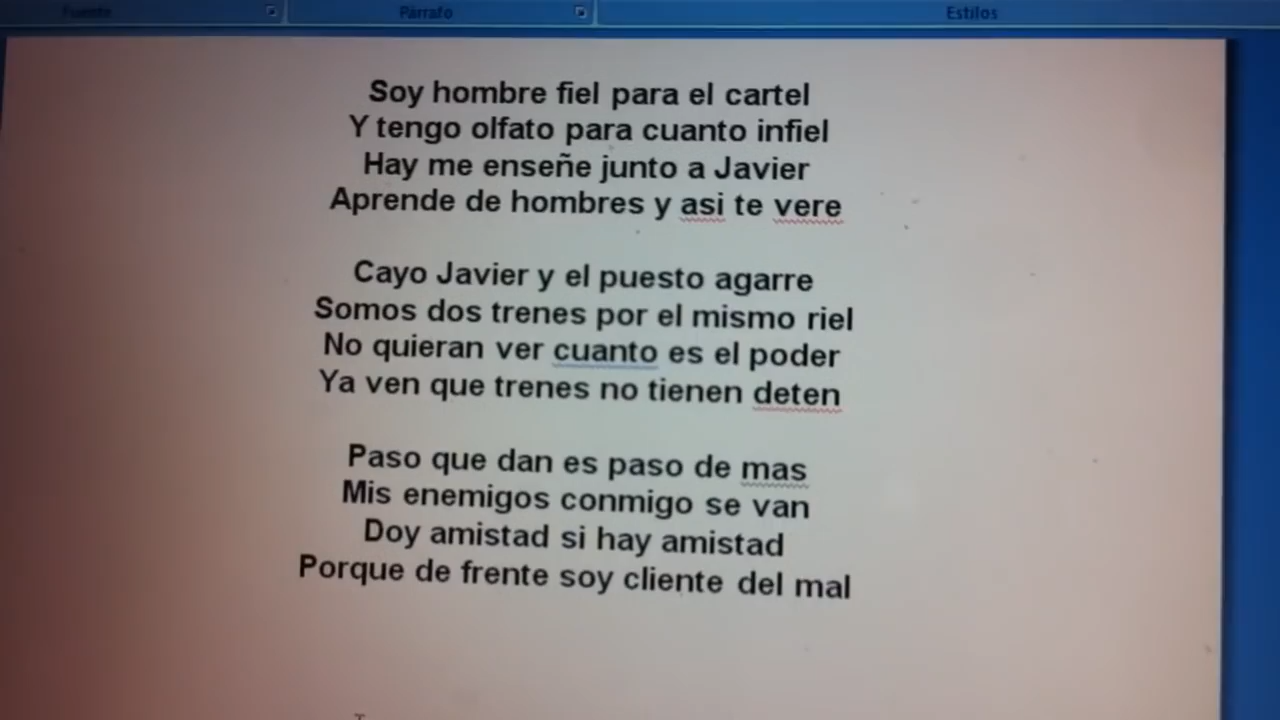 Fuente
Párrafo
Estilos
Soy hombre fiel para el cartel
Y tengo olfato para cuanto infiel
Hay me enseñe junto a Javier
Aprende de hombres y asi te vere
Cayo Javier y el puesto agarre
Somos dos trenes por el mismo riel
No quieran ver cuanto es el poder
Ya ven que trenes no tienen deten
Paso que dan es paso de mas
Mis enemigos conmigo se van
Doy amistad si hay amistad
Porque de frente soy cliente del mal